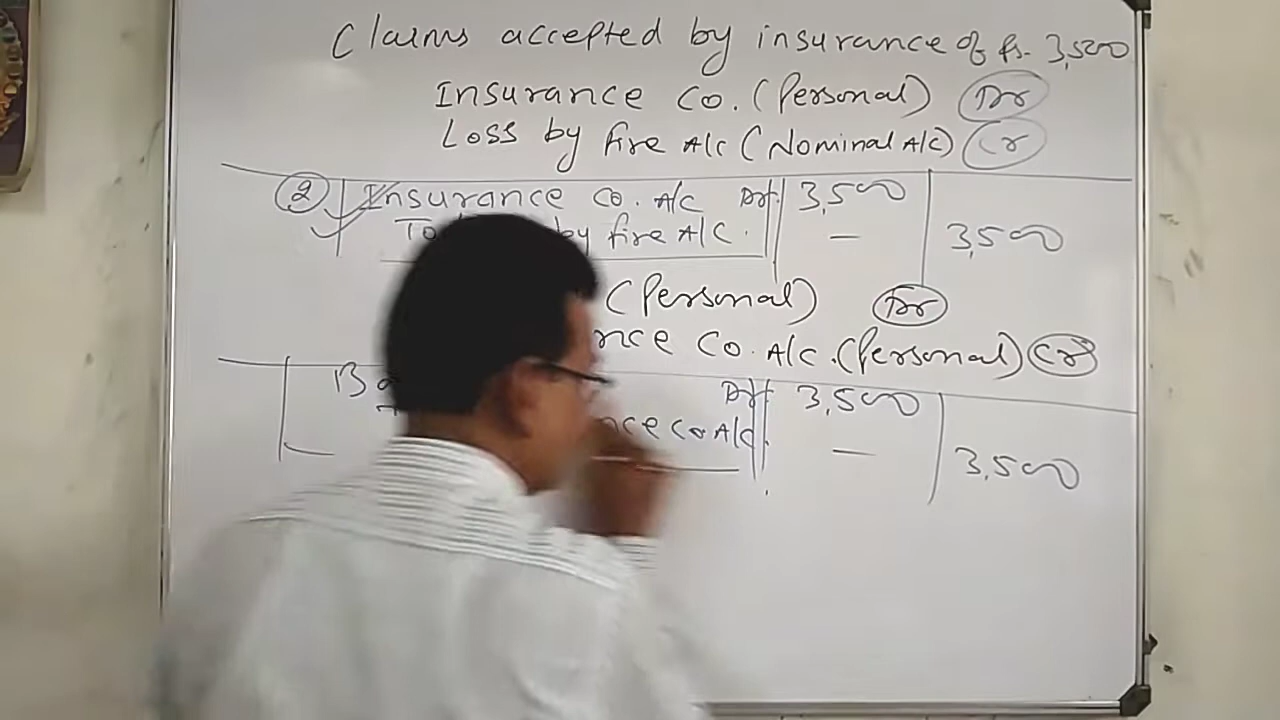 Claims accepted by insurance of Rs. 3,500
Insurance Co. (Personal) Dr
Loss by fire A/c (Nominal A/c) Cr
2 Insurance Co. A/c Dr. 3,500
To by fire A/c. — 3,500
(Personal) Dr
Co. A/c. (Personal) Cr
Dr 3,500
Co A/c. — 3,500